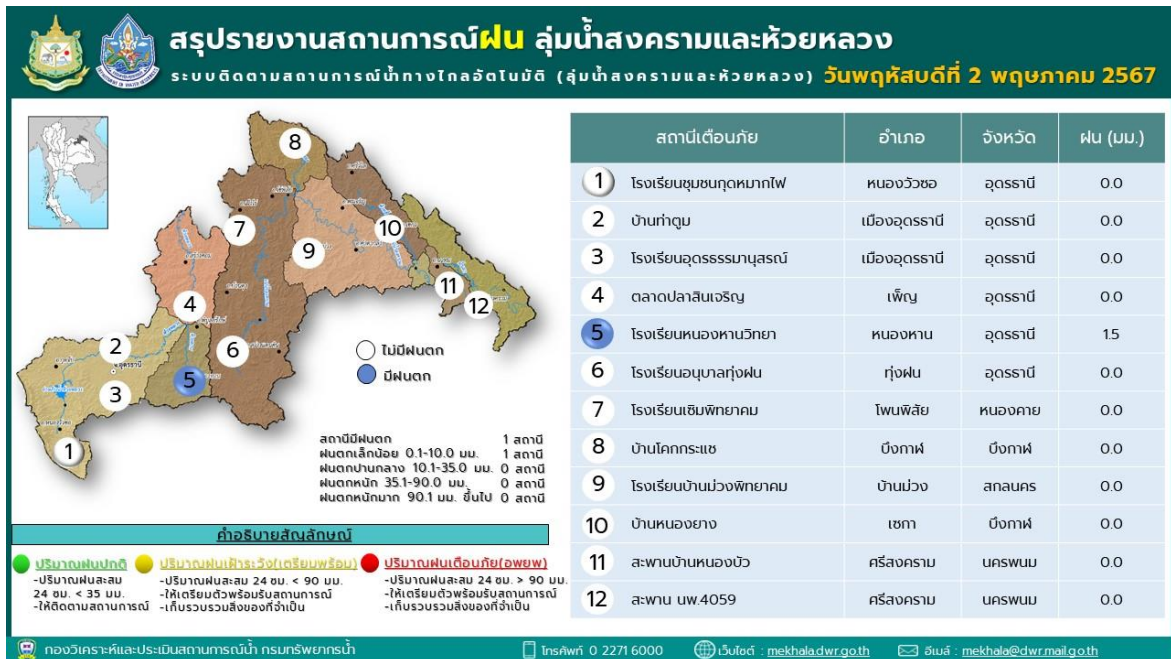 สรุปรายงานสถานการณ์ฝน ลุ่มน้ำสงครามและห้วยหลวง
ระบบติดตามสถานการณ์น้ำทางไกลอัตโนมัติ (ลุ่มน้ำสงครามและห้วยหลวง) วันพฤหัสบดีที่ 2 พฤษภาคม 2567
8
7
10
9
11
12
4
2
6
5
3
1
อุดรธานี
ไม่มีฝนตก
มีฝนตก
สถานีมีฝนตก 1 สถานี
ฝนตกเล็กน้อย 0.1-10.0 มม. 1 สถานี
ฝนตกปานกลาง 10.1-35.0 มม. 0 สถานี
ฝนตกหนัก 35.1-90.0 มม. 0 สถานี
ฝนตกหนักมาก 90.1 มม. ขึ้นไป 0 สถานี
คำอธิบายสัญลักษณ์
ปริมาณฝนปกติ
-ปริมาณฝนสะสม
24 ชม. < 35 มม.
-ให้ติดตามสถานการณ์
ปริมาณฝนเฝ้าระวัง(เตรียมพร้อม)
-ปริมาณฝนสะสม 24 ชม. < 90 มม.
-ให้เตรียมตัวพร้อมรับสถานการณ์
-เก็บรวบรวมสิ่งของที่จำเป็น
ปริมาณฝนเตือนภัย(อพยพ)
-ปริมาณฝนสะสม 24 ชม. > 90 มม.
-ให้เตรียมตัวพร้อมรับสถานการณ์
-เก็บรวบรวมสิ่งของที่จำเป็น
สถานีเตือนภัย อำเภอ จังหวัด ฝน (มม.)
1 โรงเรียนชุมชนกุดหมากไฟ หนองวัวซอ อุดรธานี 0.0
2 บ้านท่าตูม เมืองอุดรธานี อุดรธานี 0.0
3 โรงเรียนอุดรธรรมานุสรณ์ เมืองอุดรธานี อุดรธานี 0.0
4 ตลาดปลาสินเจริญ เพ็ญ อุดรธานี 0.0
5 โรงเรียนหนองหานวิทยา หนองหาน อุดรธานี 1.5
6 โรงเรียนอนุบาลทุ่งฝน ทุ่งฝน อุดรธานี 0.0
7 โรงเรียนเซิมพิทยาคม โพนพิสัย หนองคาย 0.0
8 บ้านโคกกระแซ บึงกาฬ บึงกาฬ 0.0
9 โรงเรียนบ้านม่วงพิทยาคม บ้านม่วง สกลนคร 0.0
10 บ้านหนองยาง เซกา บึงกาฬ 0.0
11 สะพานบ้านหนองบัว ศรีสงคราม นครพนม 0.0
12 สะพาน นพ.4059 ศรีสงคราม นครพนม 0.0
กองวิเคราะห์และประเมินสถานการณ์น้ำ กรมทรัพยากรน้ำ โทรศัพท์ 0 2271 6000 เว็บไซต์ : mekhala.dwr.go.th อีเมล์ : mekhala@dwr.mail.go.th